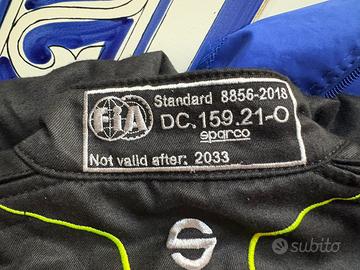 FIA
Standard 8856-2018
DC.159.21-O
sparco
Not valid after: 2033
S
subito